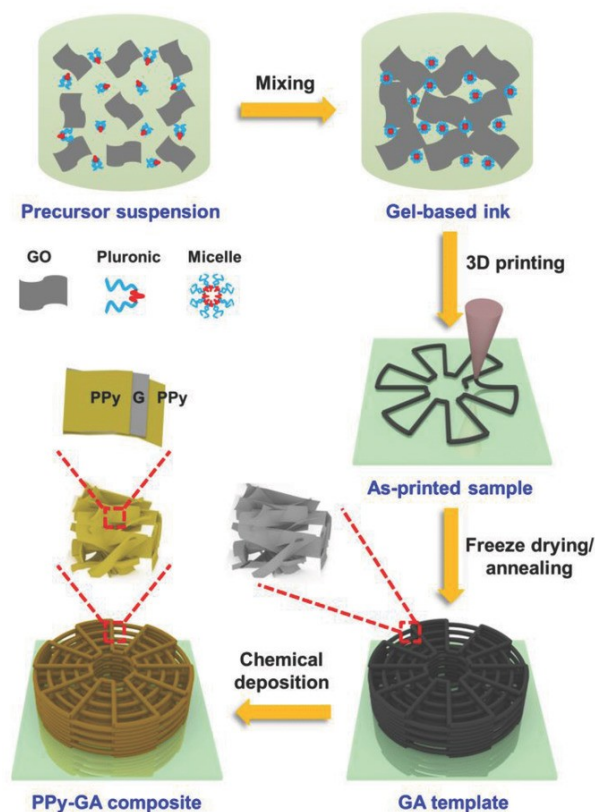 Mixing
Precursor suspension
Gel-based ink
GO
Pluronic
Micelle
3D printing
PPy G PPy
As-printed sample
Freeze drying/
annealing
Chemical
deposition
PPy-GA composite
GA template